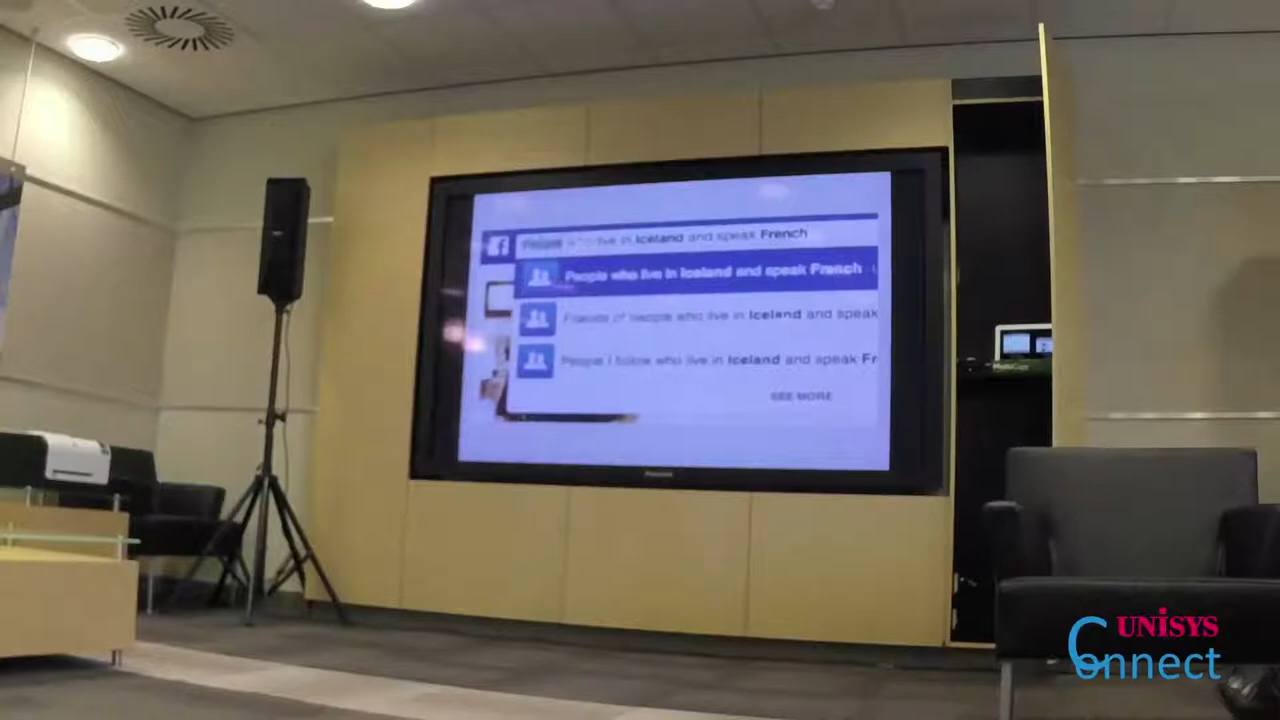 People who live in Iceland and speak French
People who live in Iceland and speak French
Friends of people who live in Iceland and speak
People I follow who live in Iceland and speak Fr
SEE MORE
Panasonic
UNISYS
Connect